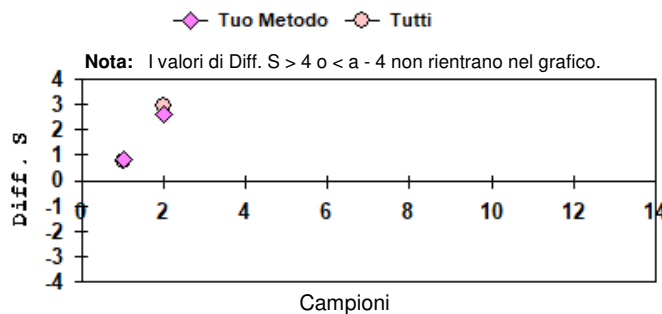 Tuo Metodo Tutti
Nota: I valori di Diff. S > 4 o < a - 4 non rientrano nel grafico.
4
3
2
1
0
-1
-2
-3
-4
Diff. S
0 2 4 6 8 10 12 14
Campioni